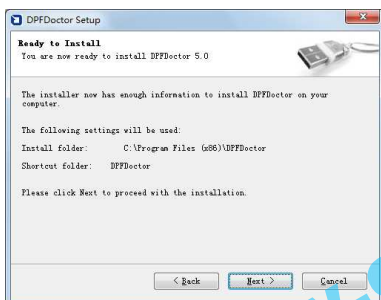 DPFDoctor Setup
Ready to Install
You are now ready to install DPFDoctor 5.0
The installer now has enough information to install DPFDoctor on your
computer.
The following settings will be used:
Install folder: C:\Program Files (x86)\DPFDoctor
Shortcut folder: DPFDoctor
Please click Next to proceed with the installation.
< Back
Next >
Cancel